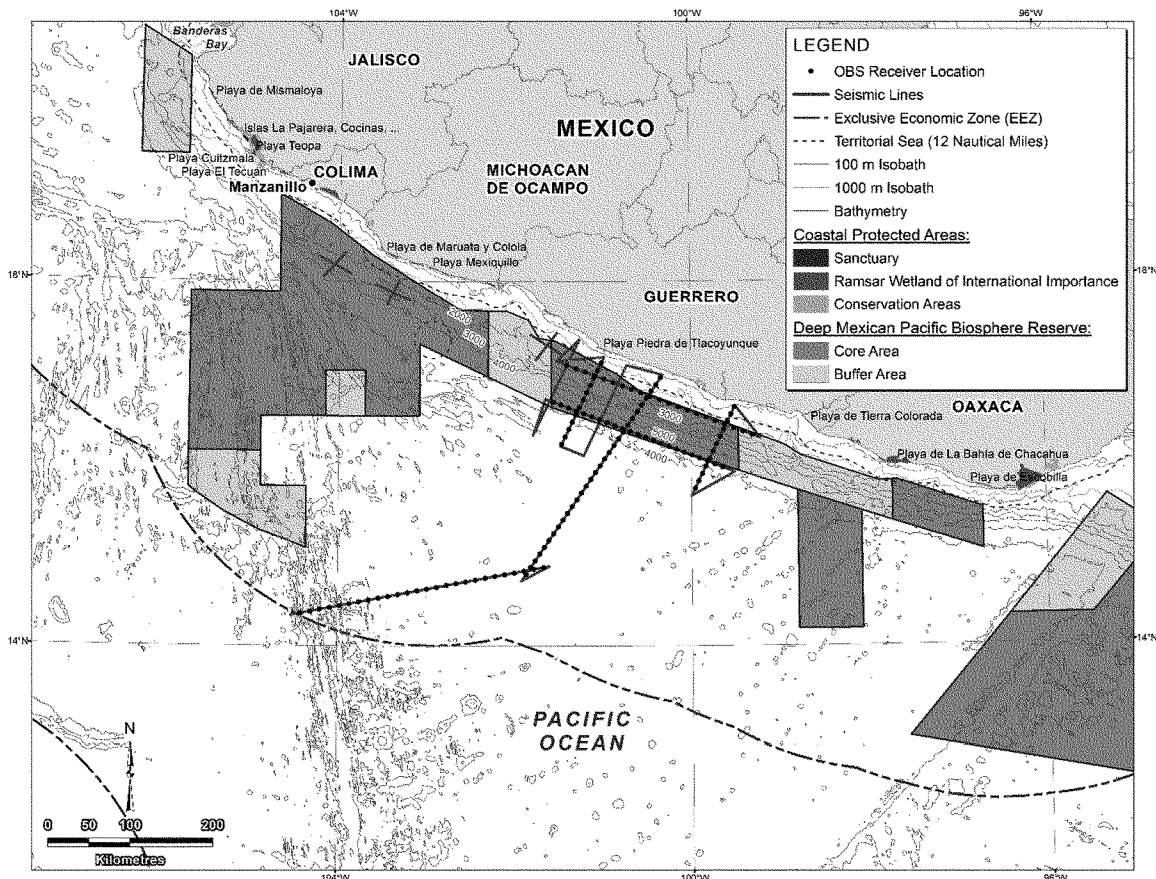 104°W
100°W
96°W
Banderas
Bay
JALISCO
Playa de Mismaloya
Islas La Pajarera, Cocinas, ...
Playa Teopa
Playa Cuitzmala
Playa El Tecuán
COLIMA
Manzanillo
MEXICO
MICHOACAN
DE OCAMPO
Playa de Maruata y Colola
Playa Mexiquillo
18°N
18°N
GUERRERO
Playa Piedra de Tlacoyunque
2000
3000
4000
3000
2000
4000
Playa de Tierra Colorada
OAXACA
Playa de La Bahia de Chacahua
Playa de Escobilla
14°N
14°N
PACIFIC
OCEAN
N
0 50 100 200
Kilometres
104°W
100°W
LEGEND
OBS Receiver Location
Seismic Lines
Exclusive Economic Zone (EEZ)
Territorial Sea (12 Nautical Miles)
100 m Isobath
1000 m Isobath
Bathymetry
Coastal Protected Areas:
Sanctuary
Ramsar Wetland of International Importance
Conservation Areas
Deep Mexican Pacific Biosphere Reserve:
Core Area
Buffer Area